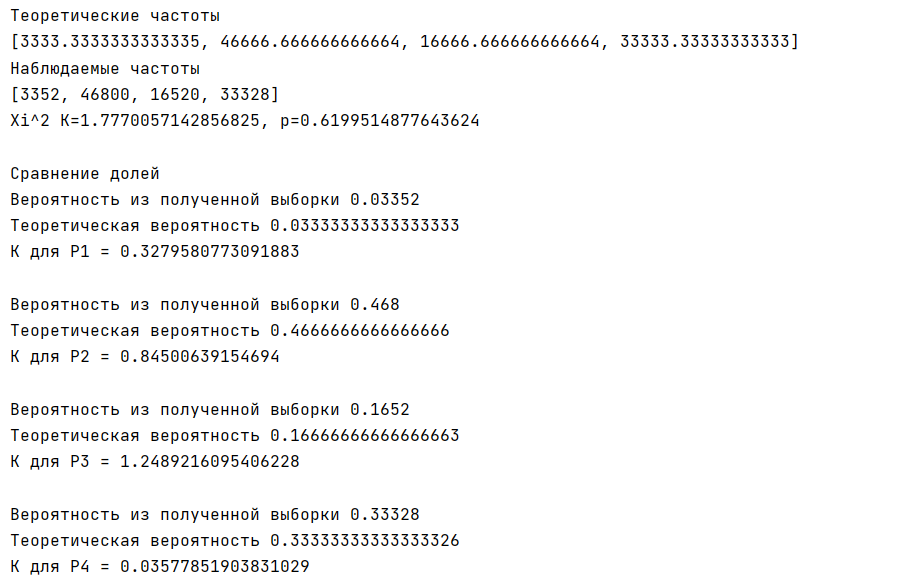 Теоретические частоты
[3333.3333333333335, 46666.666666666664, 16666.666666666664, 33333.33333333333]
Наблюдаемые частоты
[3352, 46800, 16520, 33328]
Xi^2 K=1.7770057142856825, p=0.6199514877643624
Сравнение долей
Вероятность из полученной выборки 0.03352
Теоретическая вероятность 0.03333333333333333
K для P1 = 0.3279580773091883
Вероятность из полученной выборки 0.468
Теоретическая вероятность 0.4666666666666666
K для P2 = 0.84500639154694
Вероятность из полученной выборки 0.1652
Теоретическая вероятность 0.16666666666666663
K для P3 = 1.2489216095406228
Вероятность из полученной выборки 0.33328
Теоретическая вероятность 0.33333333333333326
K для P4 = 0.03577851903831029